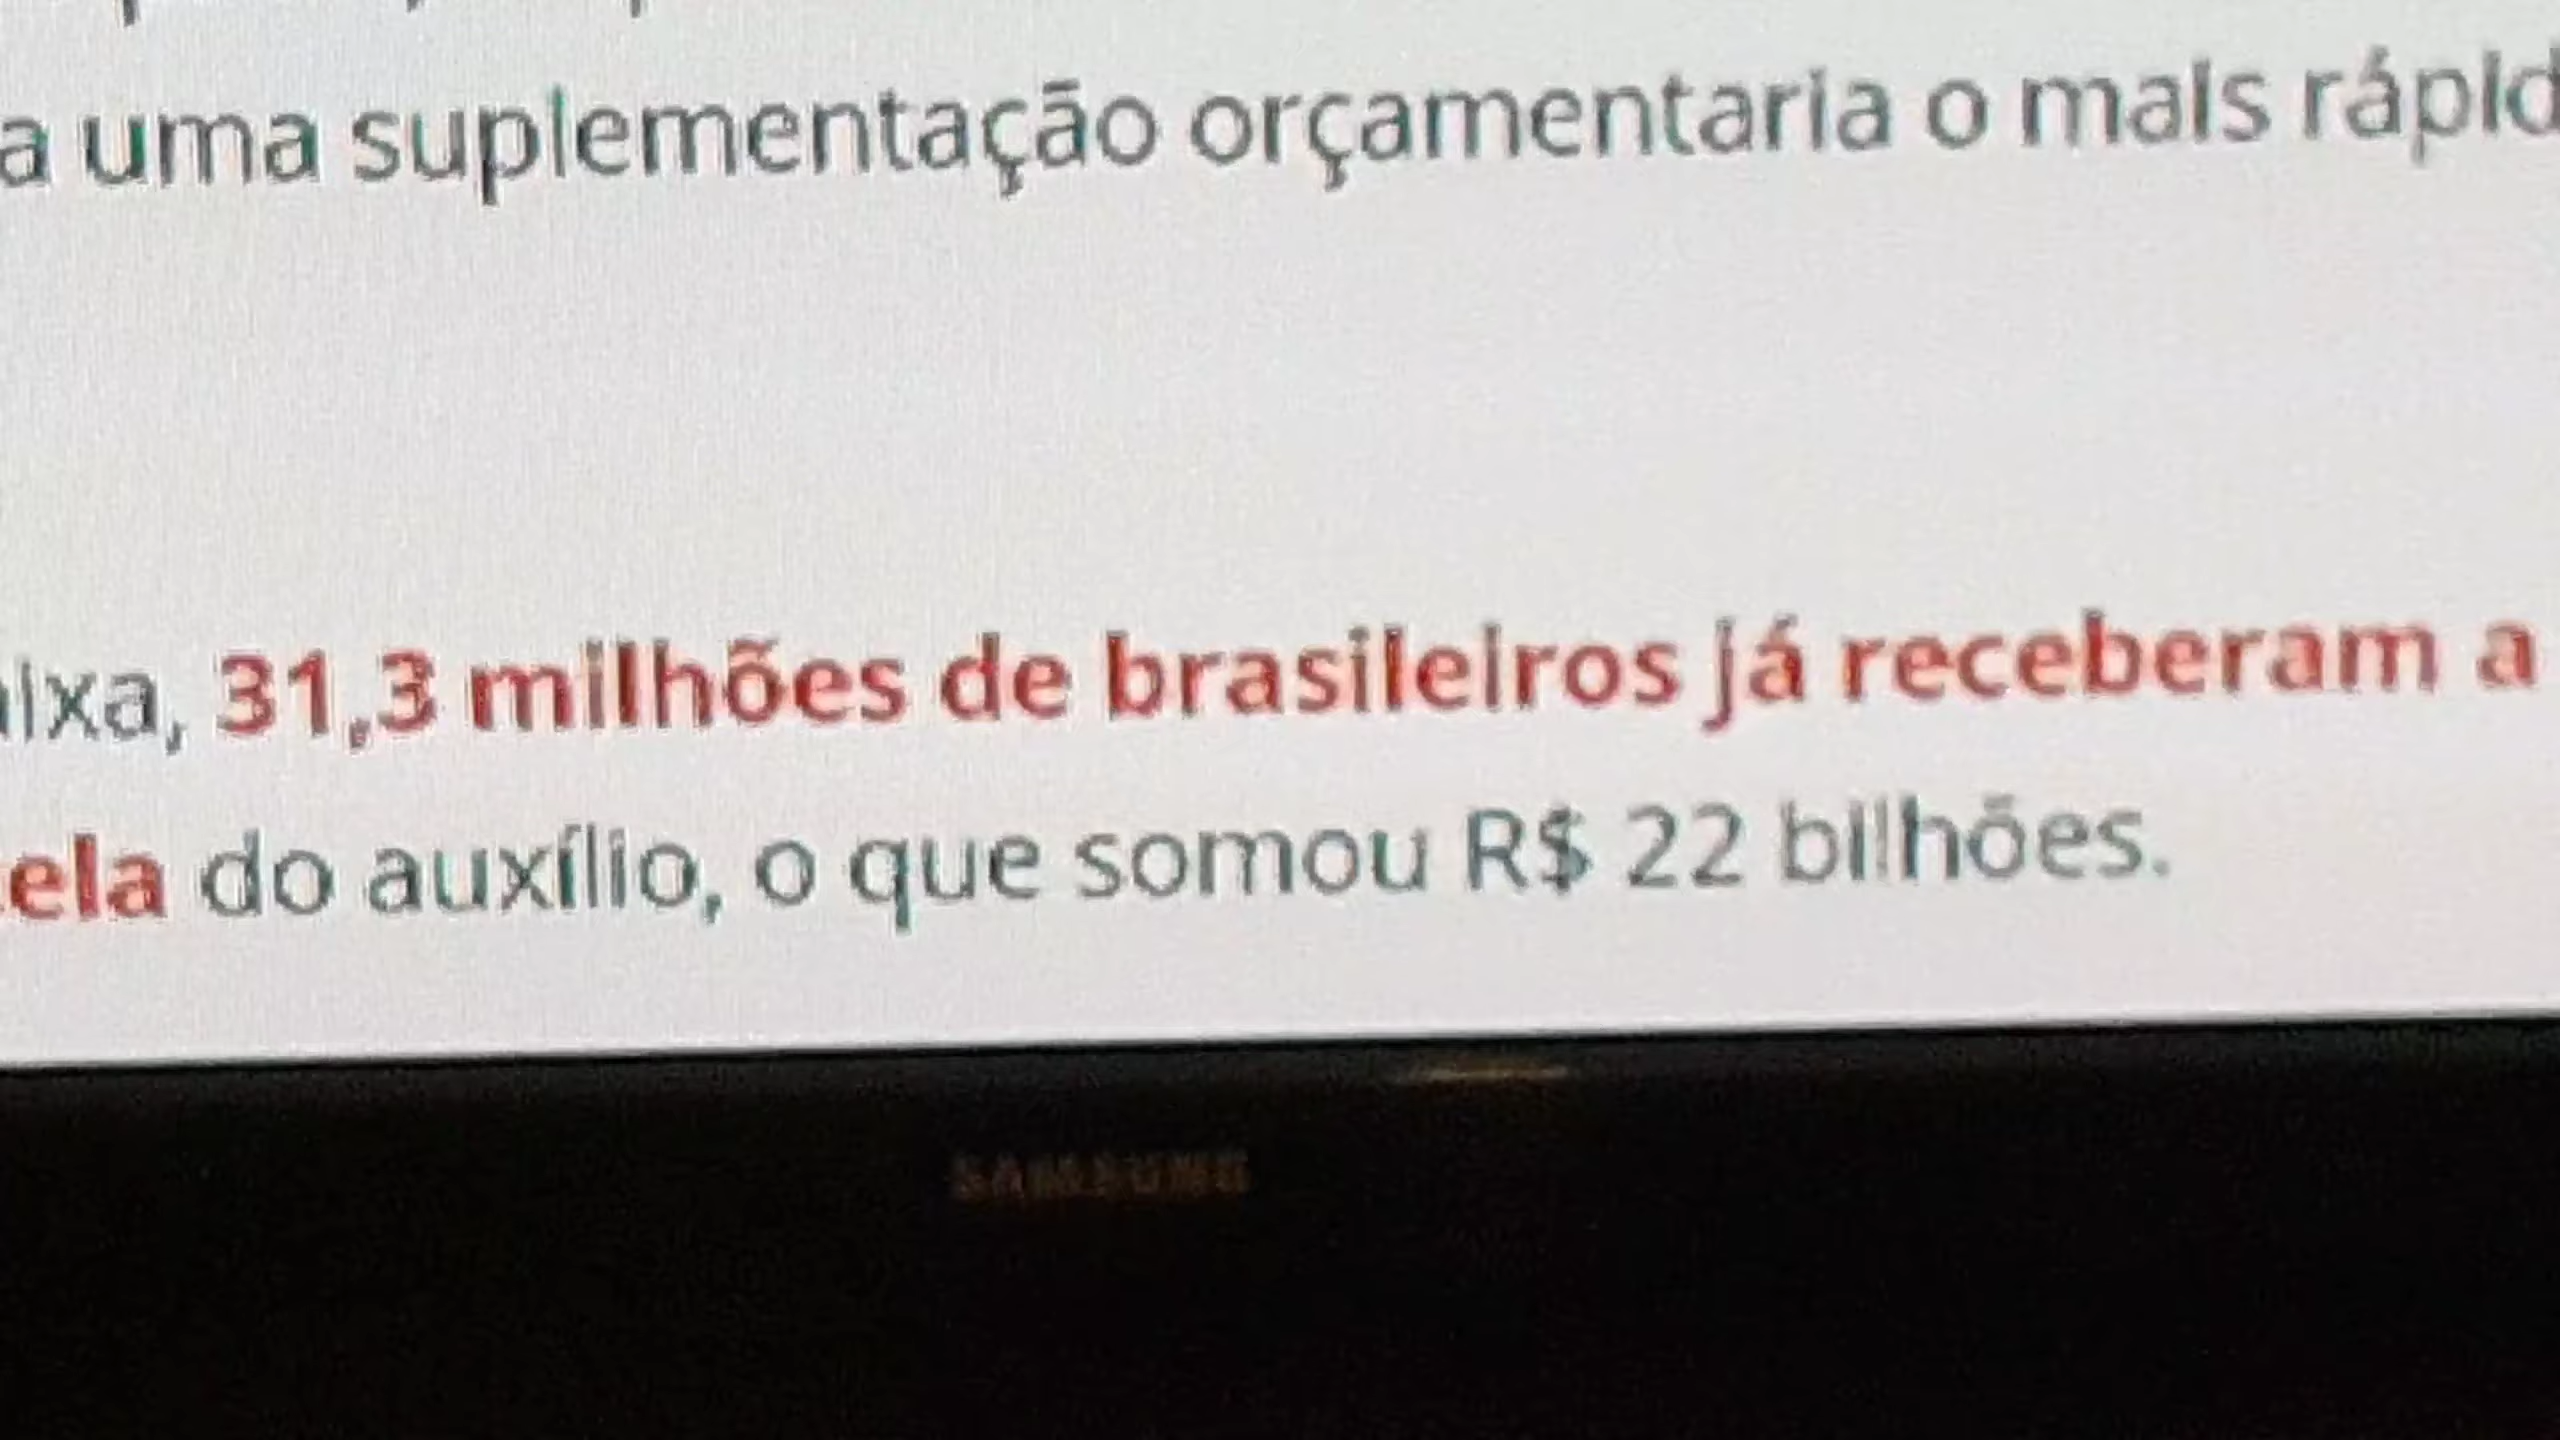 a uma suplementação orçamentaria o mais rápid
ixa, 31,3 milhões de brasileiros já receberam a
ela do auxílio, o que somou R$ 22 bilhões.
SAMSUNG